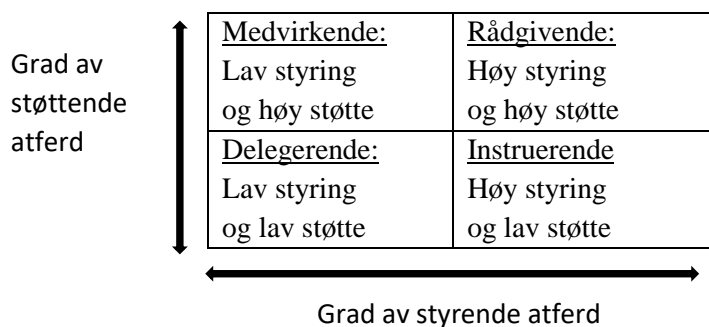 Grad av
støttende
atferd
Medvirkende:
Lav styring
og høy støtte
Rådgivende:
Høy styring
og høy støtte
Delegerende:
Lav styring
og lav støtte
Instruerende
Høy styring
og lav støtte
Grad av styrende atferd